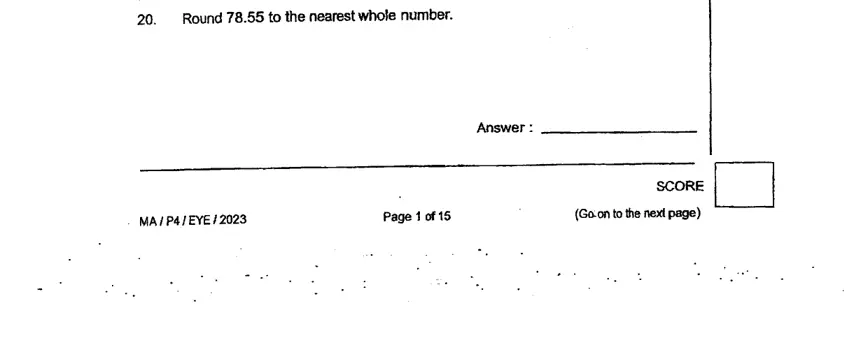 20. Round 78.55 to the nearest whole number.
Answer :
SCORE
MA / P4 / EYE / 2023 Page 1 of 15 (Go on to the next page)